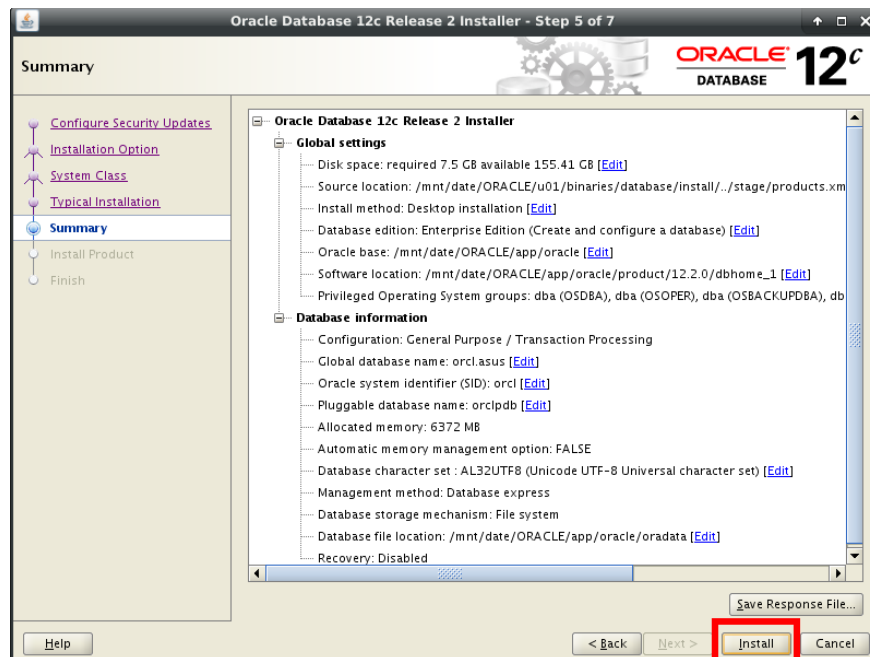 Oracle Database 12c Release 2 Installer - Step 5 of 7
Summary
ORACLE DATABASE 12c
Configure Security Updates
Installation Option
System Class
Typical Installation
Summary
Install Product
Finish
Oracle Database 12c Release 2 Installer
Global settings
Disk space: required 7.5 GB available 155.41 GB [Edit]
Source location: /mnt/date/ORACLE/u01/binaries/database/install/../stage/products.xm
Install method: Desktop installation [Edit]
Database edition: Enterprise Edition (Create and configure a database) [Edit]
Oracle base: /mnt/date/ORACLE/app/oracle [Edit]
Software location: /mnt/date/ORACLE/app/oracle/product/12.2.0/dbhome_1 [Edit]
Privileged Operating System groups: dba (OSDBA), dba (OSOPER), dba (OSBACKUPDBA), db
Database information
Configuration: General Purpose / Transaction Processing
Global database name: orcl.asus [Edit]
Oracle system identifier (SID): orcl [Edit]
Pluggable database name: orclpdb [Edit]
Allocated memory: 6372 MB
Automatic memory management option: FALSE
Database character set : AL32UTF8 (Unicode UTF-8 Universal character set) [Edit]
Management method: Database express
Database storage mechanism: File system
Database file location: /mnt/date/ORACLE/app/oracle/oradata [Edit]
Recovery: Disabled
Save Response File...
Help
< Back
Next >
Install
Cancel